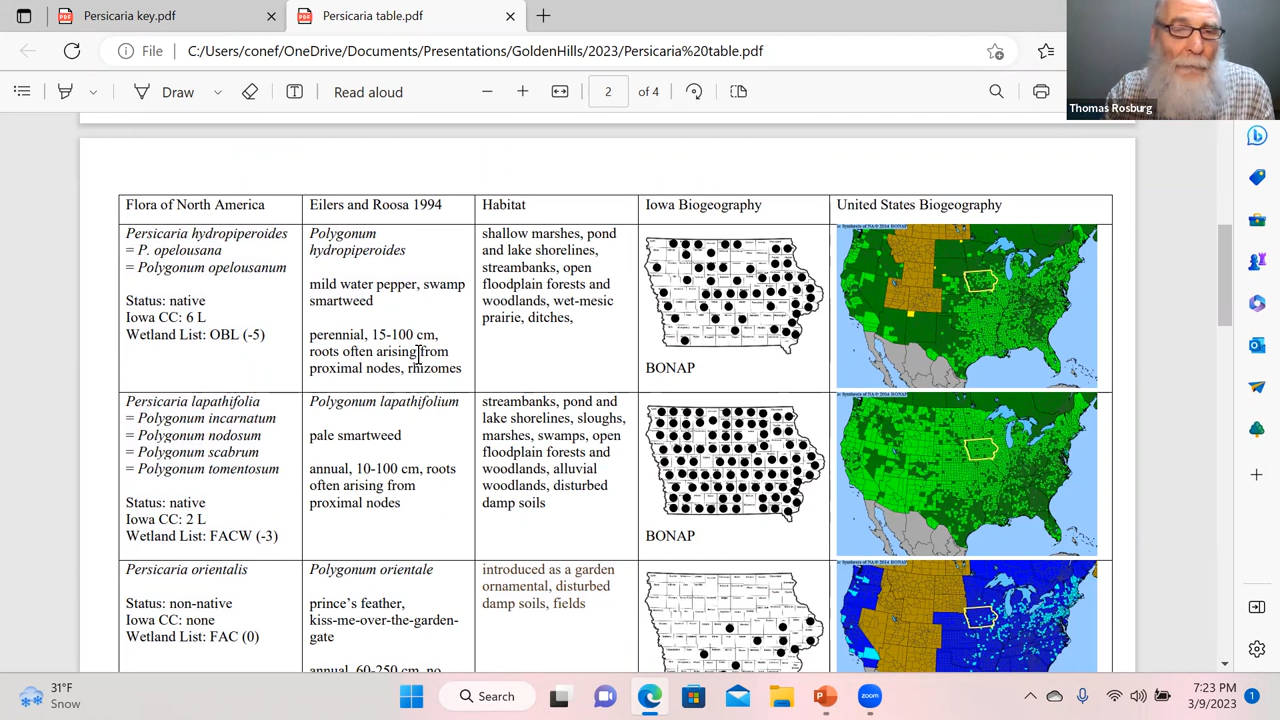 Persicaria key.pdf
Persicaria table.pdf
File
C:/Users/conef/OneDrive/Documents/Presentations/GoldenHills/2023/Persicaria%20table.pdf
Draw
Read aloud
2
of 4
Thomas Rosburg
Flora of North America
Eilers and Roosa 1994
Habitat
Iowa Biogeography
United States Biogeography
Persicaria hydropiperoides
= P. opelousana
= Polygonum opelousanum
Status: native
Iowa CC: 6 L
Wetland List: OBL (-5)
Polygonum
hydropiperoides
mild water pepper, swamp
smartweed
perennial, 15-100 cm,
roots often arising from
proximal nodes, rhizomes
shallow marshes, pond
and lake shorelines,
streambanks, open
floodplain forests and
woodlands, wet-mesic
prairie, ditches,
BONAP
Persicaria lapathifolia
= Polygonum incarnatum
= Polygonum nodosum
= Polygonum scabrum
= Polygonum tomentosum
Status: native
Iowa CC: 2 L
Wetland List: FACW (-3)
Polygonum lapathifolium
pale smartweed
annual, 10-100 cm, roots
often arising from
proximal nodes
streambanks, pond and
lake shorelines, sloughs,
marshes, swamps, open
floodplain forests and
woodlands, alluvial
woodlands, disturbed
damp soils
BONAP
Persicaria orientalis
Status: non-native
Iowa CC: none
Wetland List: FAC (0)
Polygonum orientale
prince's feather,
kiss-me-over-the-garden-
gate
annual, 60-250 cm, no
introduced as a garden
ornamental, disturbed
damp soils, fields
31°F
Snow
Search
zoom
7:23 PM
3/9/2023
1